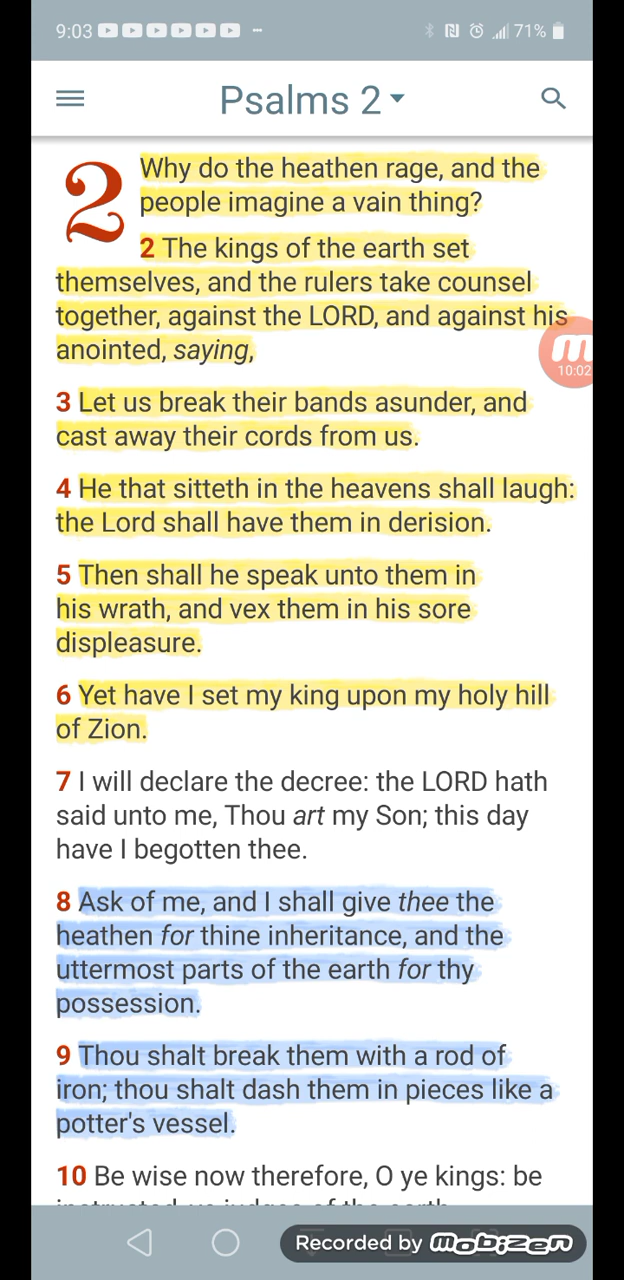 9:03
71%
Psalms 2
2
Why do the heathen rage, and the
people imagine a vain thing?
2 The kings of the earth set
themselves, and the rulers take counsel
together, against the LORD, and against his
anointed, saying,
10:02
3 Let us break their bands asunder, and
cast away their cords from us.
4 He that sitteth in the heavens shall laugh:
the Lord shall have them in derision.
5 Then shall he speak unto them in
his wrath, and vex them in his sore
displeasure.
6 Yet have I set my king upon my holy hill
of Zion.
7 I will declare the decree: the LORD hath
said unto me, Thou art my Son; this day
have I begotten thee.
8 Ask of me, and I shall give thee the
heathen for thine inheritance, and the
uttermost parts of the earth for thy
possession.
9 Thou shalt break them with a rod of
iron; thou shalt dash them in pieces like a
potter's vessel.
10 Be wise now therefore, O ye kings: be
Recorded by Mobizen